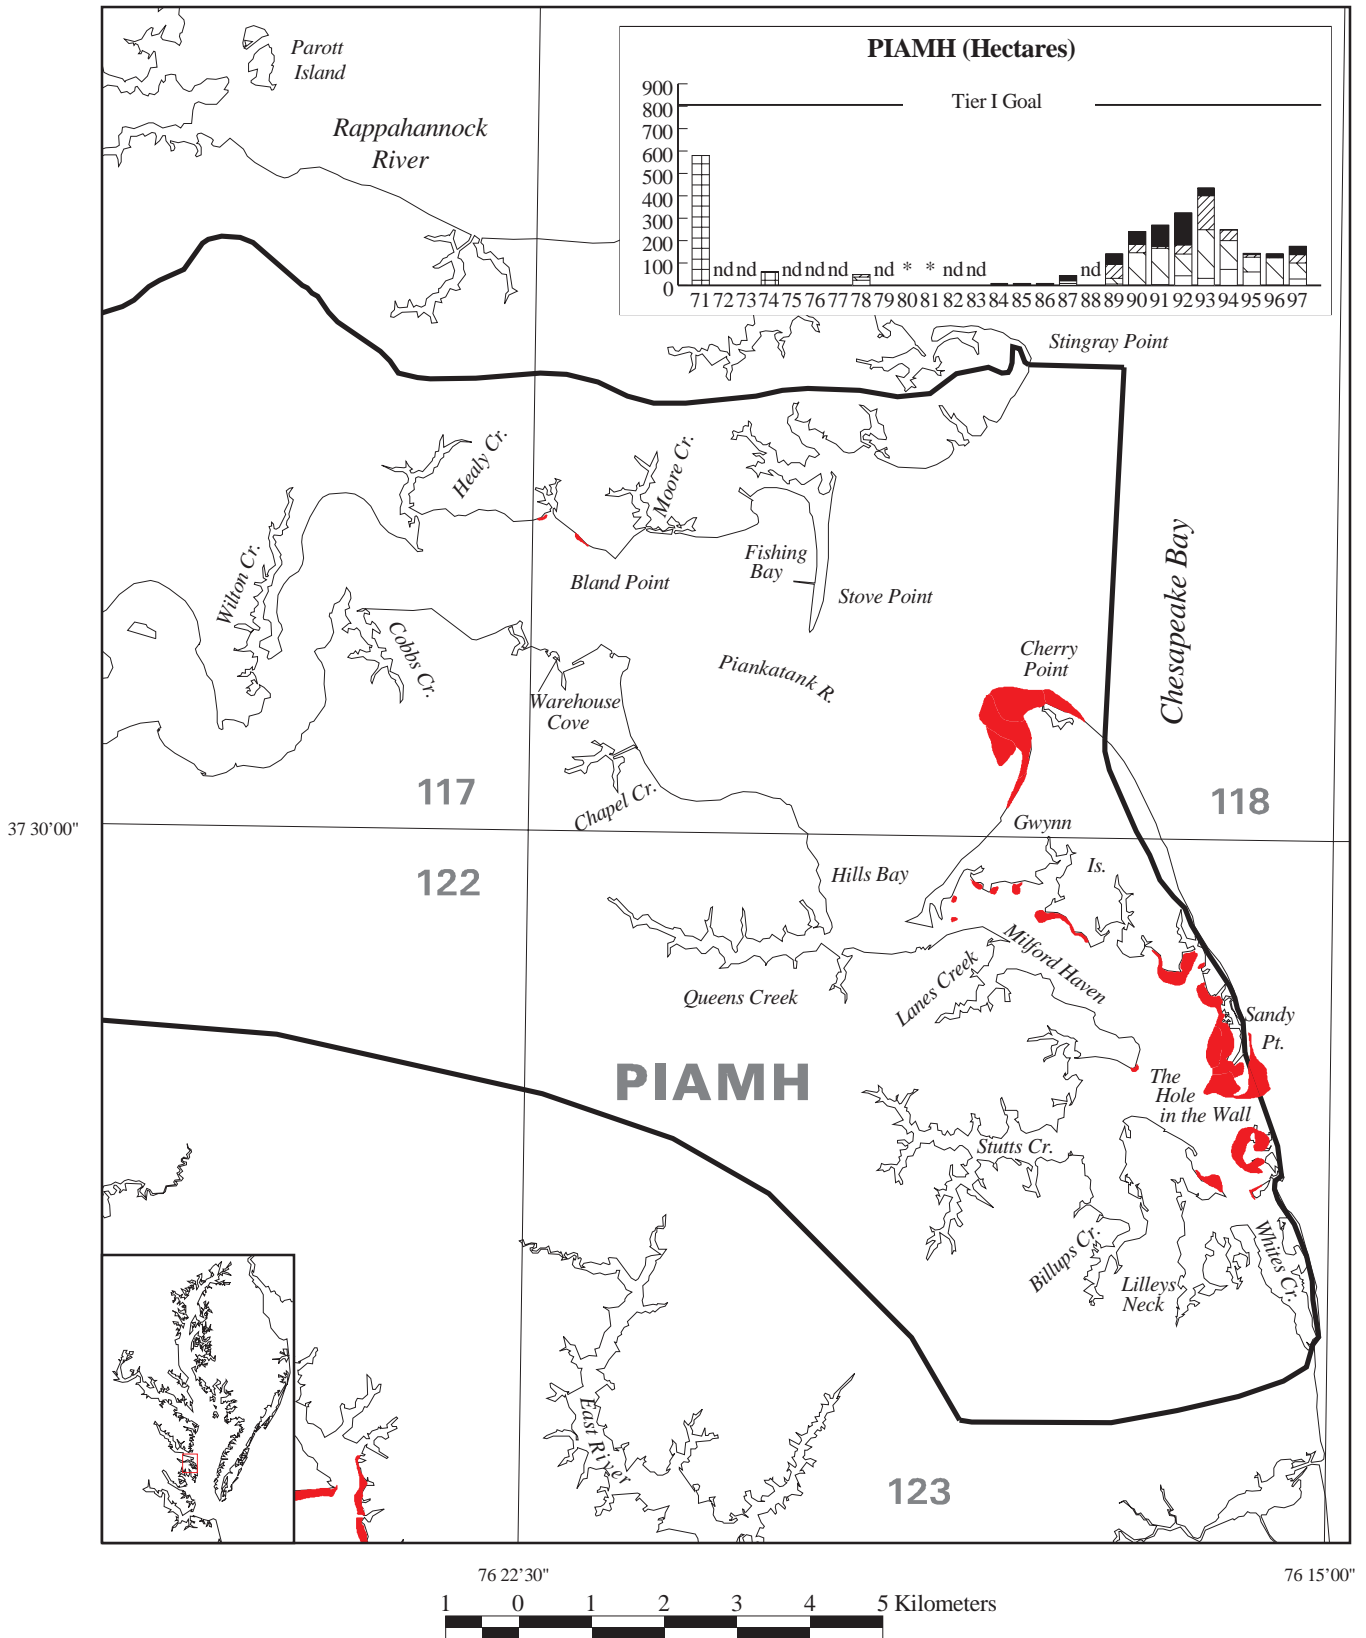 Parott
Island
Rappahannock
River
PIAMH (Hectares)
Tier I Goal
900
800
700
600
500
400
300
200
100
0
nd nd nd nd nd nd * * nd nd nd
71 72 73 74 75 76 77 78 79 80 81 82 83 84 85 86 87 88 89 90 91 92 93 94 95 96 97
Stingray Point
Healy Cr.
Moore Cr.
Wilton Cr.
Fishing
Bay
Bland Point
Stove Point
Chesapeake Bay
Cobbs Cr.
Piankatank R.
Cherry
Point
Warehouse
Cove
117
118
Chapel Cr.
37 30'00"
Gwynn
Is.
122
Hills Bay
Milford Haven
Lanes Creek
Queens Creek
Sandy
Pt.
PIAMH
The
Hole
in the Wall
Stutts Cr.
Billups Cr.
Whites Cr.
Lilleys
Neck
East River
123
76 22'30"
76 15'00"
1 0 1 2 3 4 5 Kilometers